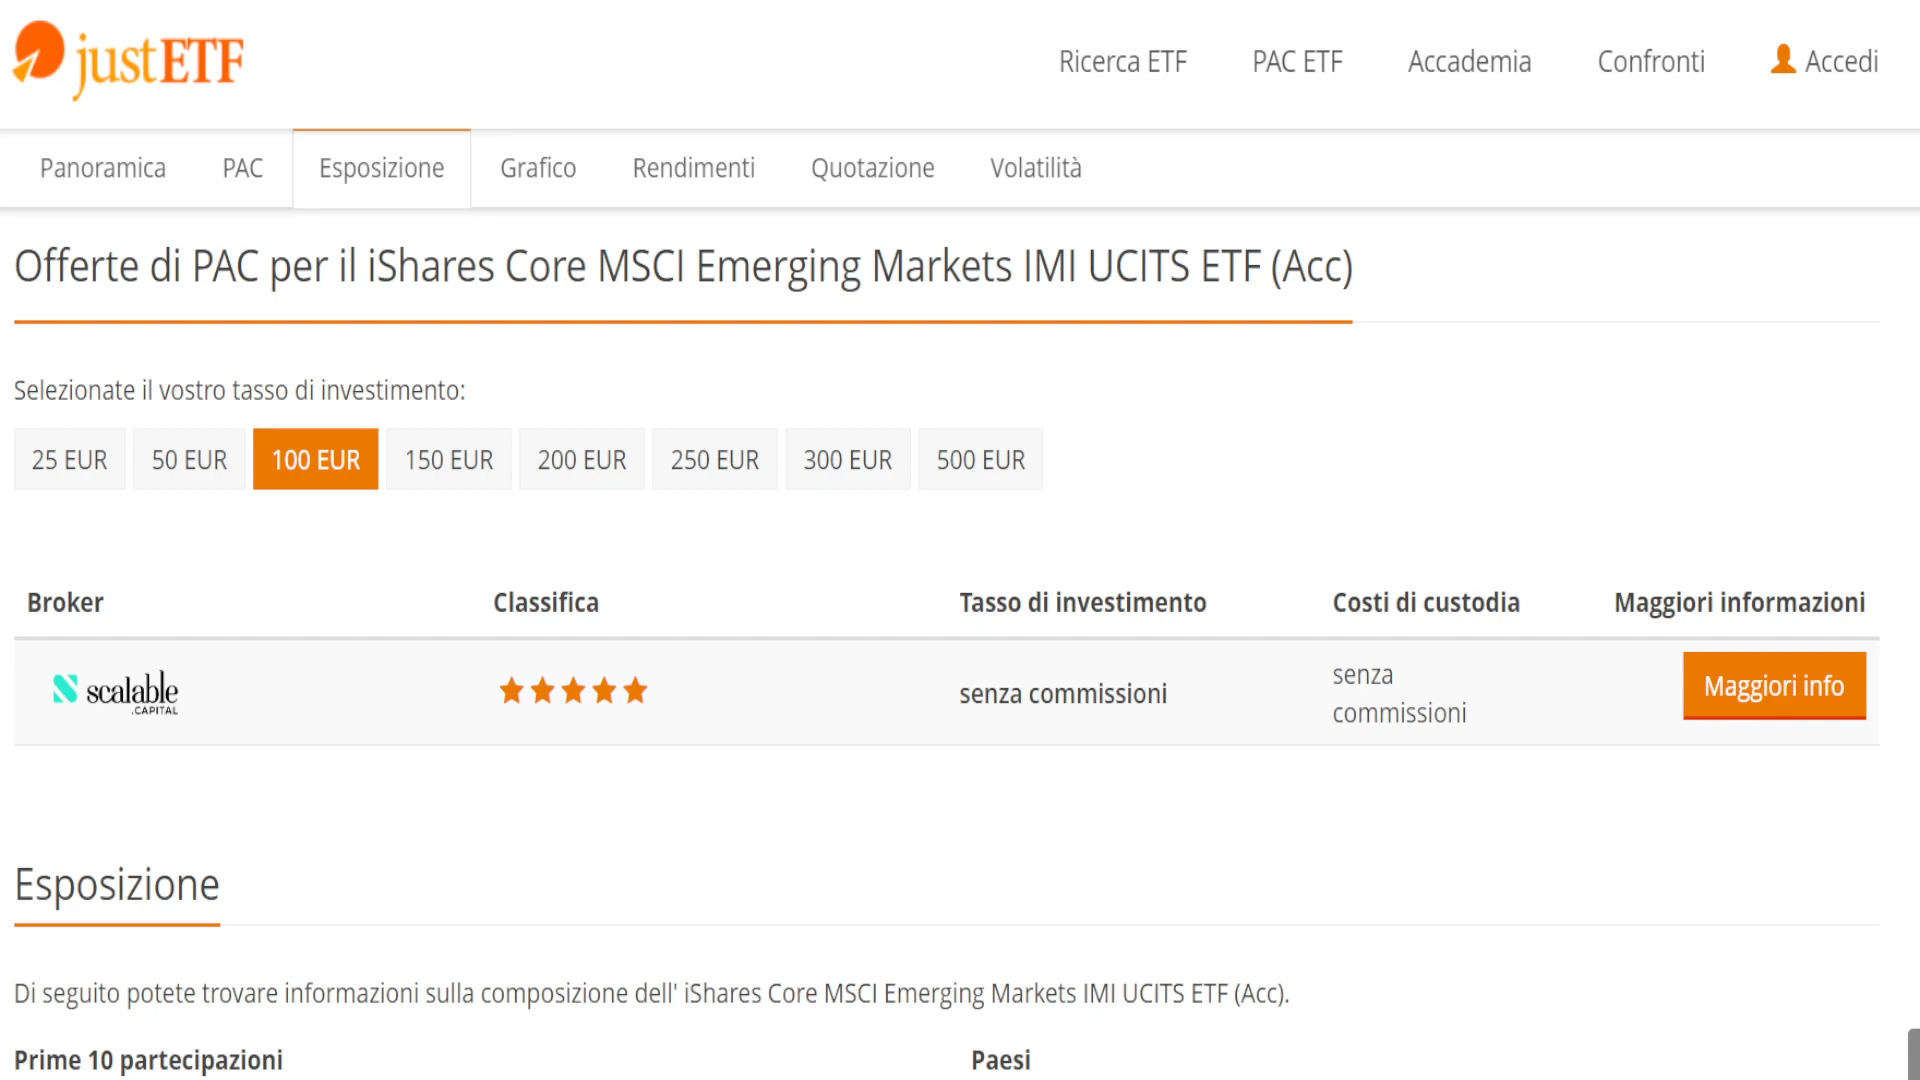 justETF
Ricerca ETF PAC ETF Accademia Confronti Accedi
Panoramica PAC Esposizione Grafico Rendimenti Quotazione Volatilità
Offerte di PAC per il iShares Core MSCI Emerging Markets IMI UCITS ETF (Acc)
Selezionate il vostro tasso di investimento:
25 EUR 50 EUR 100 EUR 150 EUR 200 EUR 250 EUR 300 EUR 500 EUR
Broker Classifica Tasso di investimento Costi di custodia Maggiori informazioni
scalable
.CAPITAL
senza commissioni
senza
commissioni
Maggiori info
Esposizione
Di seguito potete trovare informazioni sulla composizione dell' iShares Core MSCI Emerging Markets IMI UCITS ETF (Acc).
Prime 10 partecipazioni Paesi